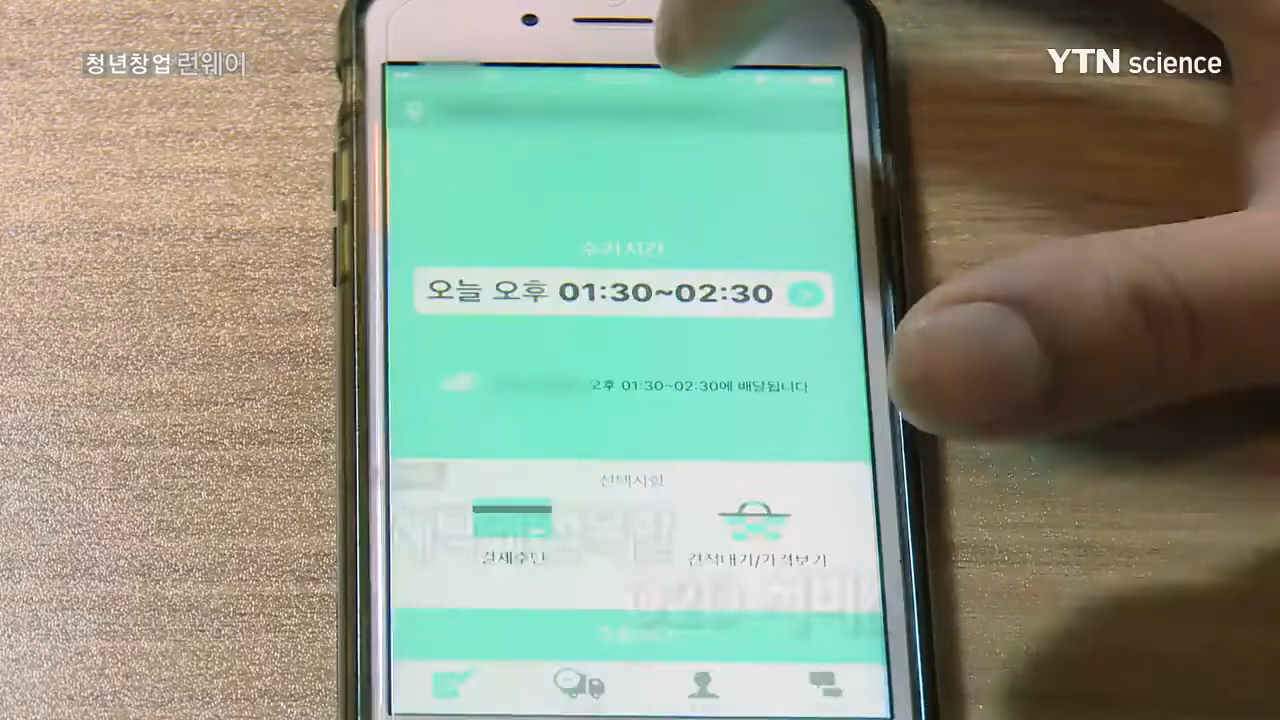 청년창업 런웨이
YTN science
수거시간
오늘 오후 01:30~02:30
오후 01:30~02:30에 배달됩니다.
선택사항
결제수단
견적내기/가격보기